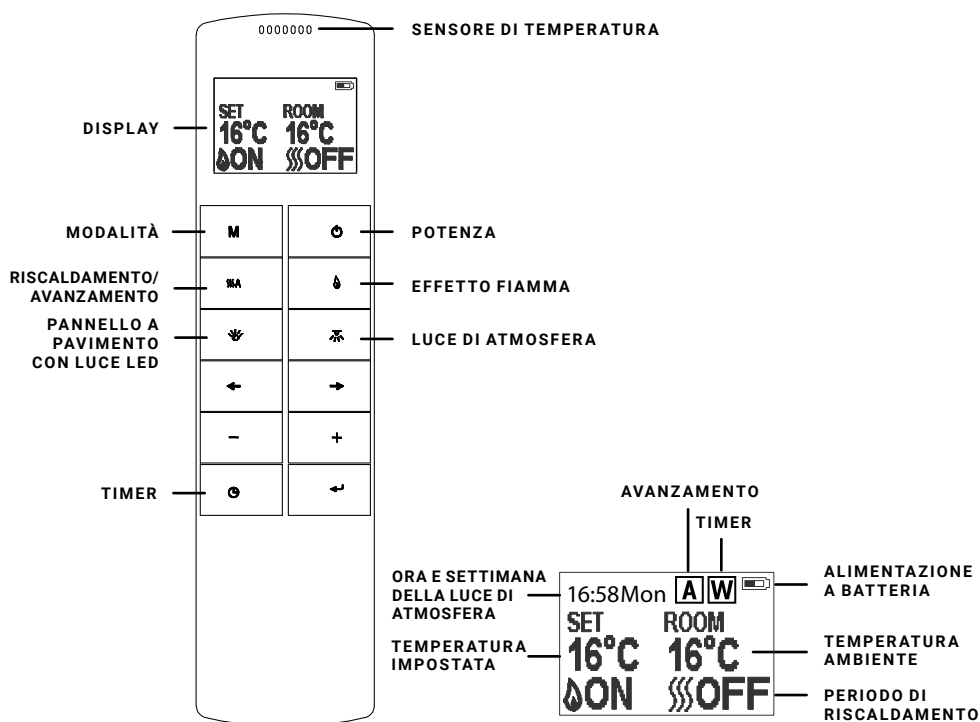 SENSORE DI TEMPERATURA
SET ROOM
16°C 16°C
ON OFF
DISPLAY
MODALITÀ
M
POTENZA
RISCALDAMENTO/
AVANZAMENTO
A
EFFETTO FIAMMA
PANNELLO A
PAVIMENTO
CON LUCE LED
LUCE DI ATMOSFERA
- +
TIMER
AVANZAMENTO
TIMER
ORA E SETTIMANA
DELLA LUCE DI
ATMOSFERA
16:58Mon A W
ALIMENTAZIONE
A BATTERIA
SET ROOM
TEMPERATURA
IMPOSTATA
16°C 16°C
TEMPERATURA
AMBIENTE
ON OFF
PERIODO DI
RISCALDAMENTO